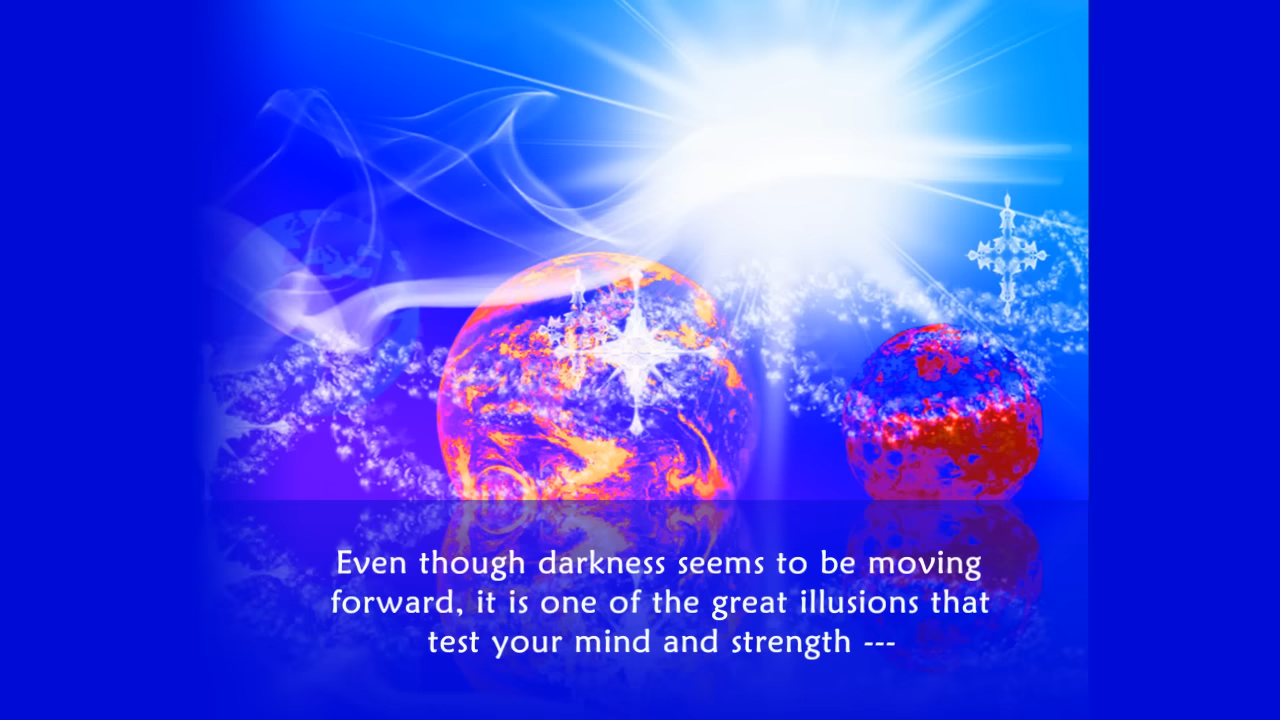 Even though darkness seems to be moving
forward, it is one of the great illusions that
test your mind and strength ---